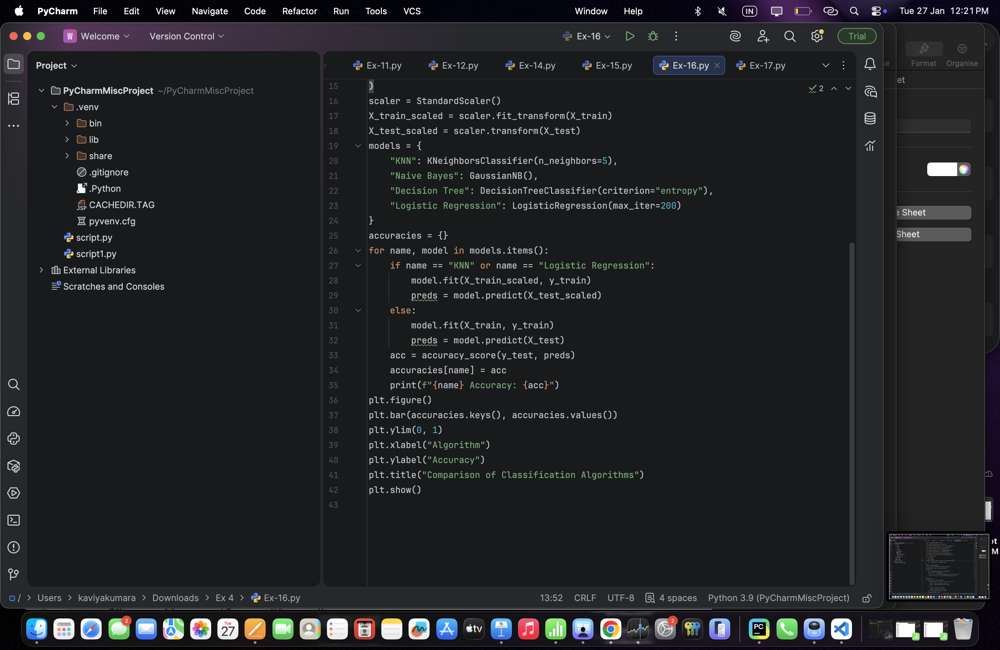 PyCharm File Edit View Navigate Code Refactor Run Tools VCS Window Help IN Tue 27 Jan 12:21 PM
W Welcome Version Control Ex-16 Trial
Format Organise
Project
Ex-11.py Ex-12.py Ex-14.py Ex-15.py Ex-16.py Ex-17.py
se
et
PyCharmMiscProject ~/PyCharmMiscProject
.venv
bin
lib
share
.gitignore
.Python
JSP CACHEDIR.TAG
pyvenv.cfg
script.py
script1.py
External Libraries
Scratches and Consoles
2
15 )
16 scaler = StandardScaler()
17 X_train_scaled = scaler.fit_transform(X_train)
18 X_test_scaled = scaler.transform(X_test)
19 models = {
20     "KNN": KNeighborsClassifier(n_neighbors=5),
21     "Naive Bayes": GaussianNB(),
22     "Decision Tree": DecisionTreeClassifier(criterion="entropy"),
23     "Logistic Regression": LogisticRegression(max_iter=200)
24 }
25 accuracies = {}
26 for name, model in models.items():
27     if name == "KNN" or name == "Logistic Regression":
28         model.fit(X_train_scaled, y_train)
29         preds = model.predict(X_test_scaled)
30     else:
31         model.fit(X_train, y_train)
32         preds = model.predict(X_test)
33     acc = accuracy_score(y_test, preds)
34     accuracies[name] = acc
35     print(f"{name} Accuracy: {acc}")
36 plt.figure()
37 plt.bar(accuracies.keys(), accuracies.values())
38 plt.ylim(0, 1)
39 plt.xlabel("Algorithm")
40 plt.ylabel("Accuracy")
41 plt.title("Comparison of Classification Algorithms")
42 plt.show()
43
e Sheet
Sheet
ot
M
/ > Users > kaviyakumara > Downloads > Ex 4 > Ex-16.py 13:52 CRLF UTF-8 4 spaces Python 3.9 (PyCharmMiscProject)
2 Tue 27 tv 2 PC